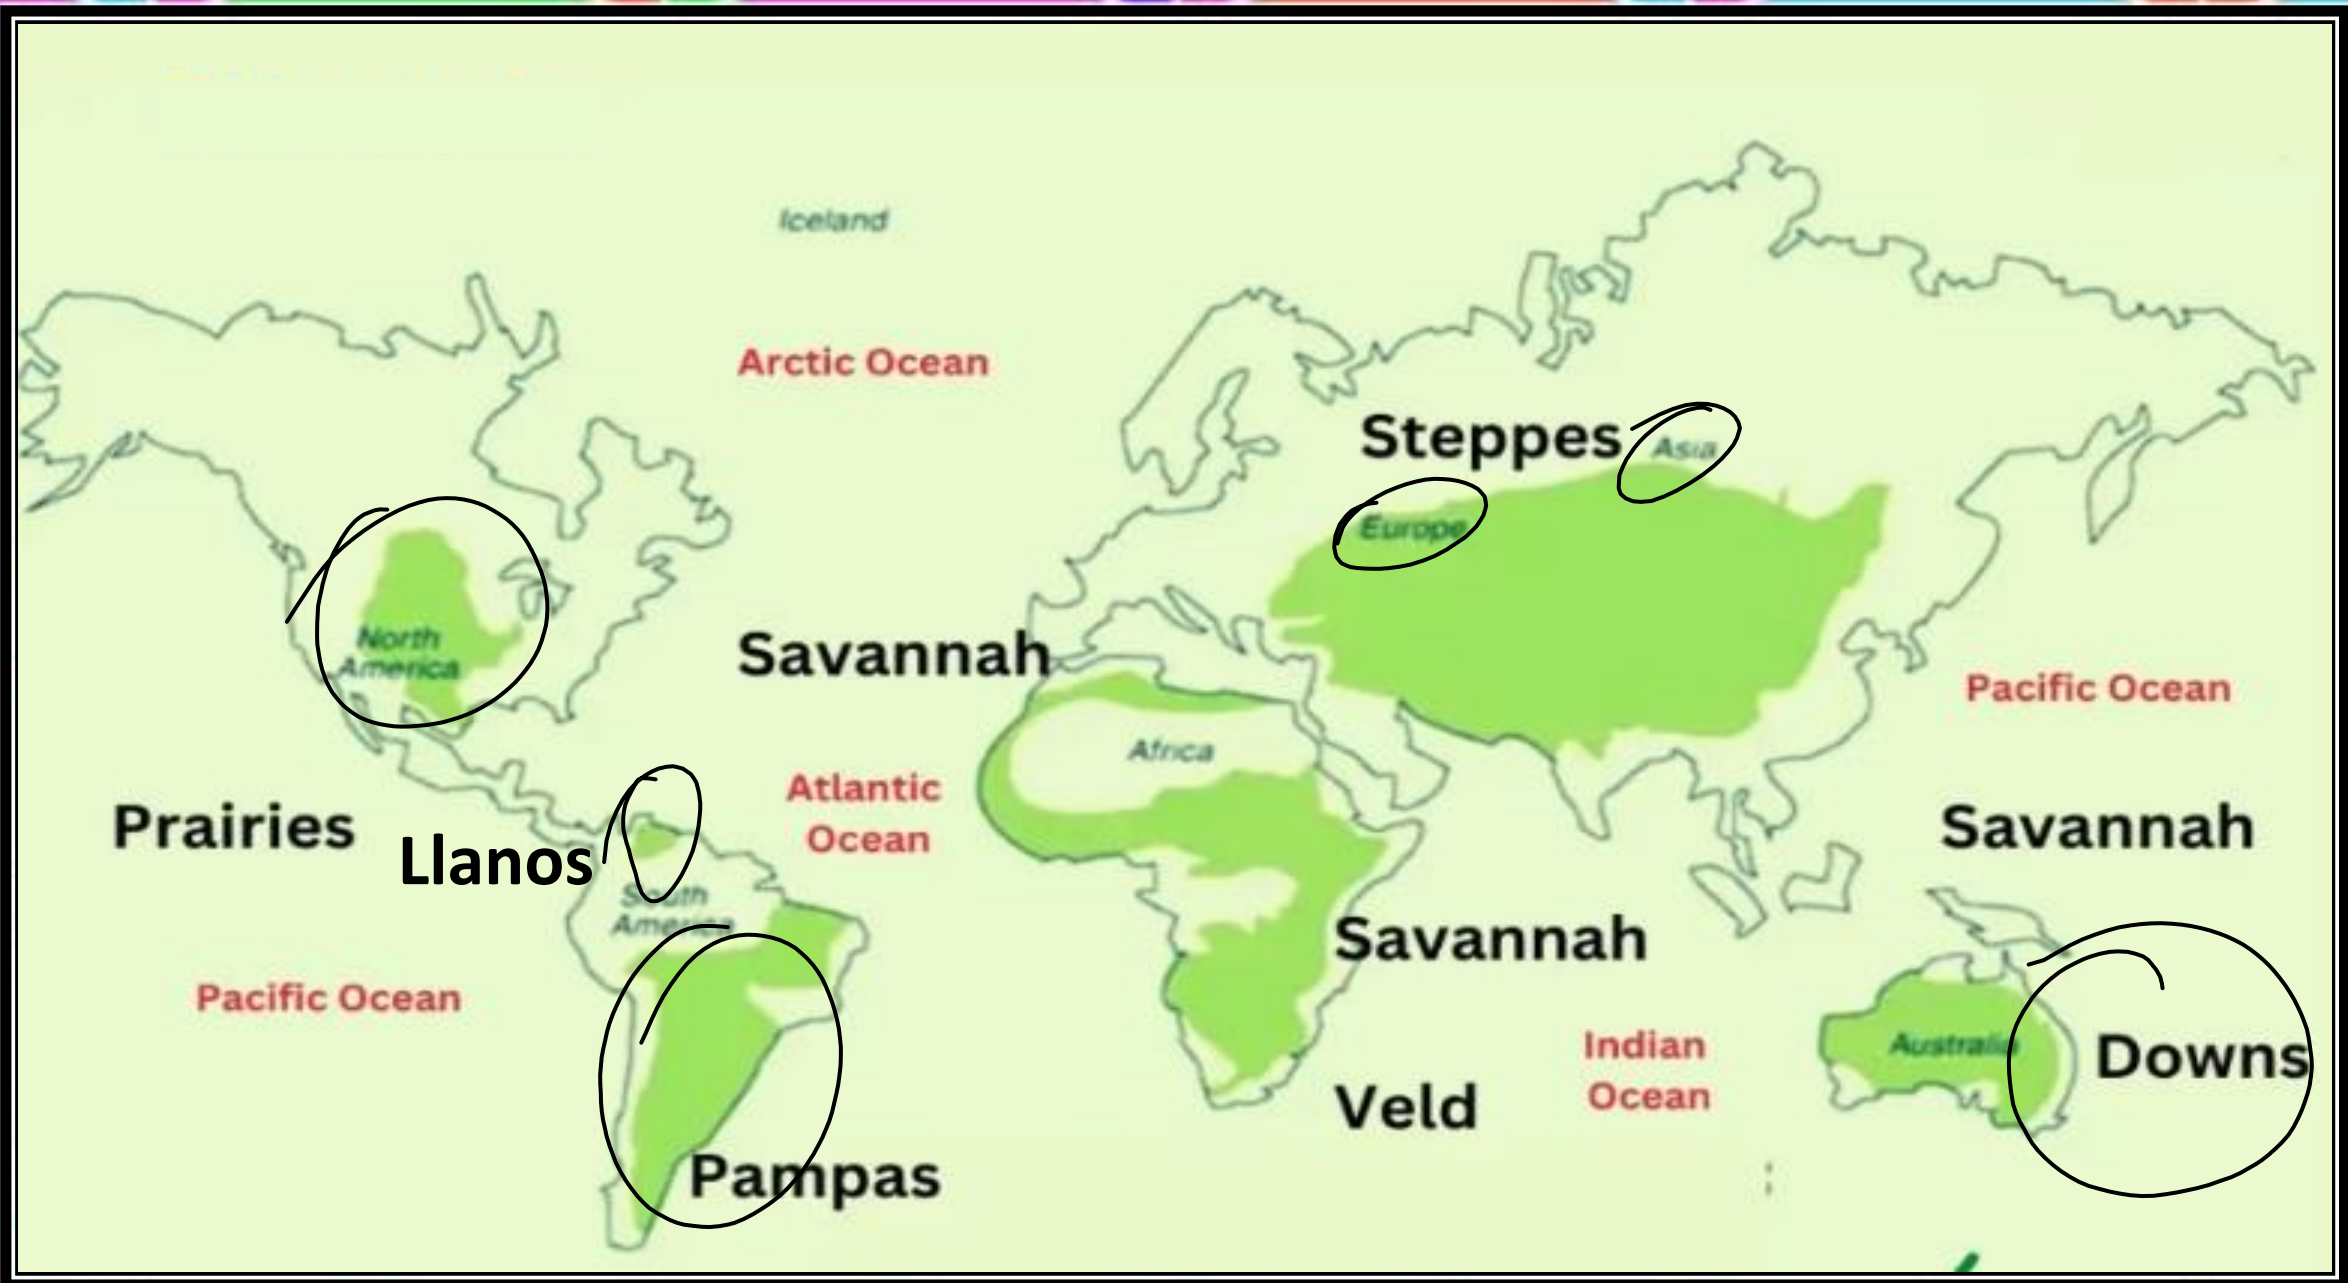 Iceland
Arctic Ocean
Steppes
Asia
Europe
North
America
Savannah
Pacific Ocean
Africa
Atlantic
Ocean
Prairies
Llanos
Savannah
South
America
Savannah
Pacific Ocean
Indian
Ocean
Australia
Downs
Veld
Pampas